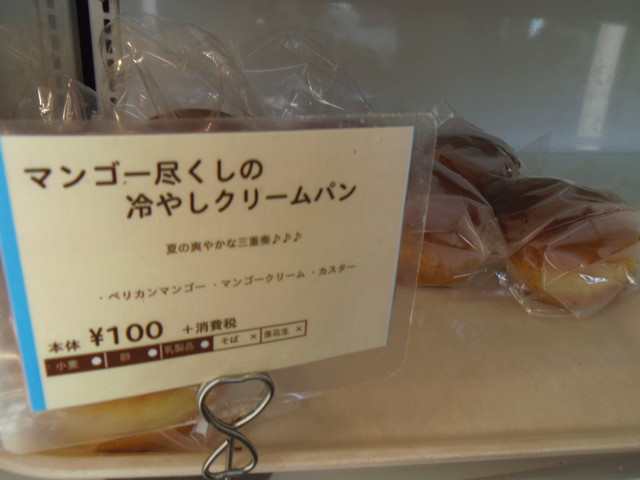 マンゴー尽くしの
冷やしクリームパン
夏の爽やかな三重奏♪♪♪
・ペリカンマンゴー・マンゴークリーム・カスター
本体 ¥100 +消費税
小麦 ● 卵 ● 乳製品 ● そば × 落花生 ×